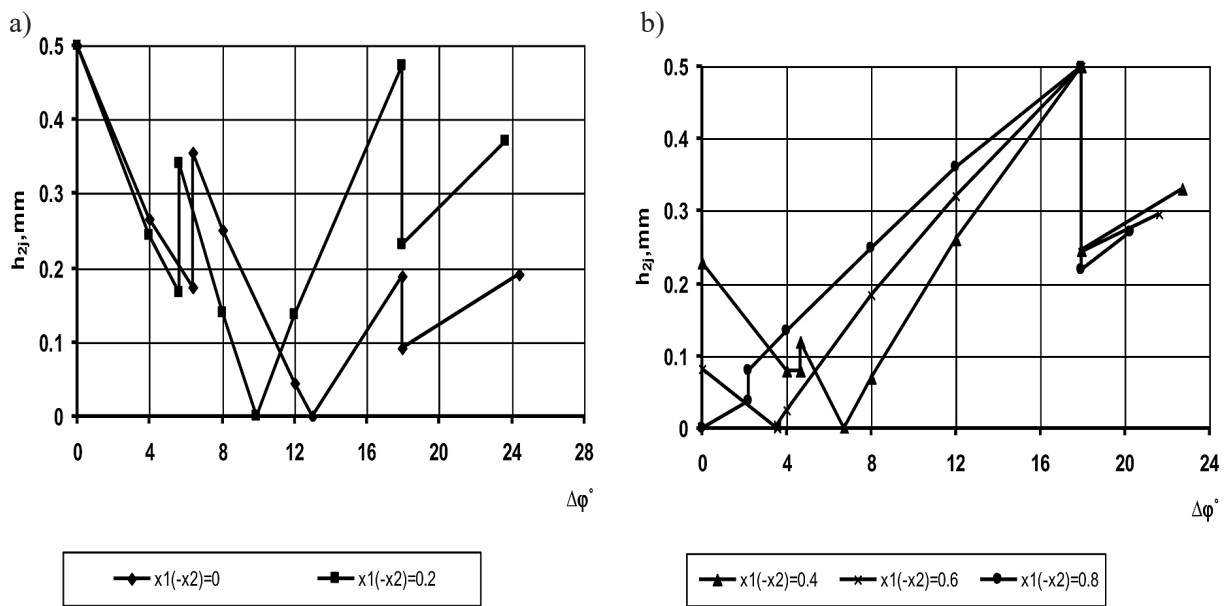 a)
0.5
0.4
0.3
0.2
0.1
0
h2j,mm
0 4 8 12 16 20 24 28
Δφ°
x1(-x2)=0 x1(-x2)=0.2
b)
0.5
0.4
0.3
0.2
0.1
0
h2j,mm
0 4 8 12 16 20 24
Δφ°
x1(-x2)=0.4 x1(-x2)=0.6 x1(-x2)=0.8